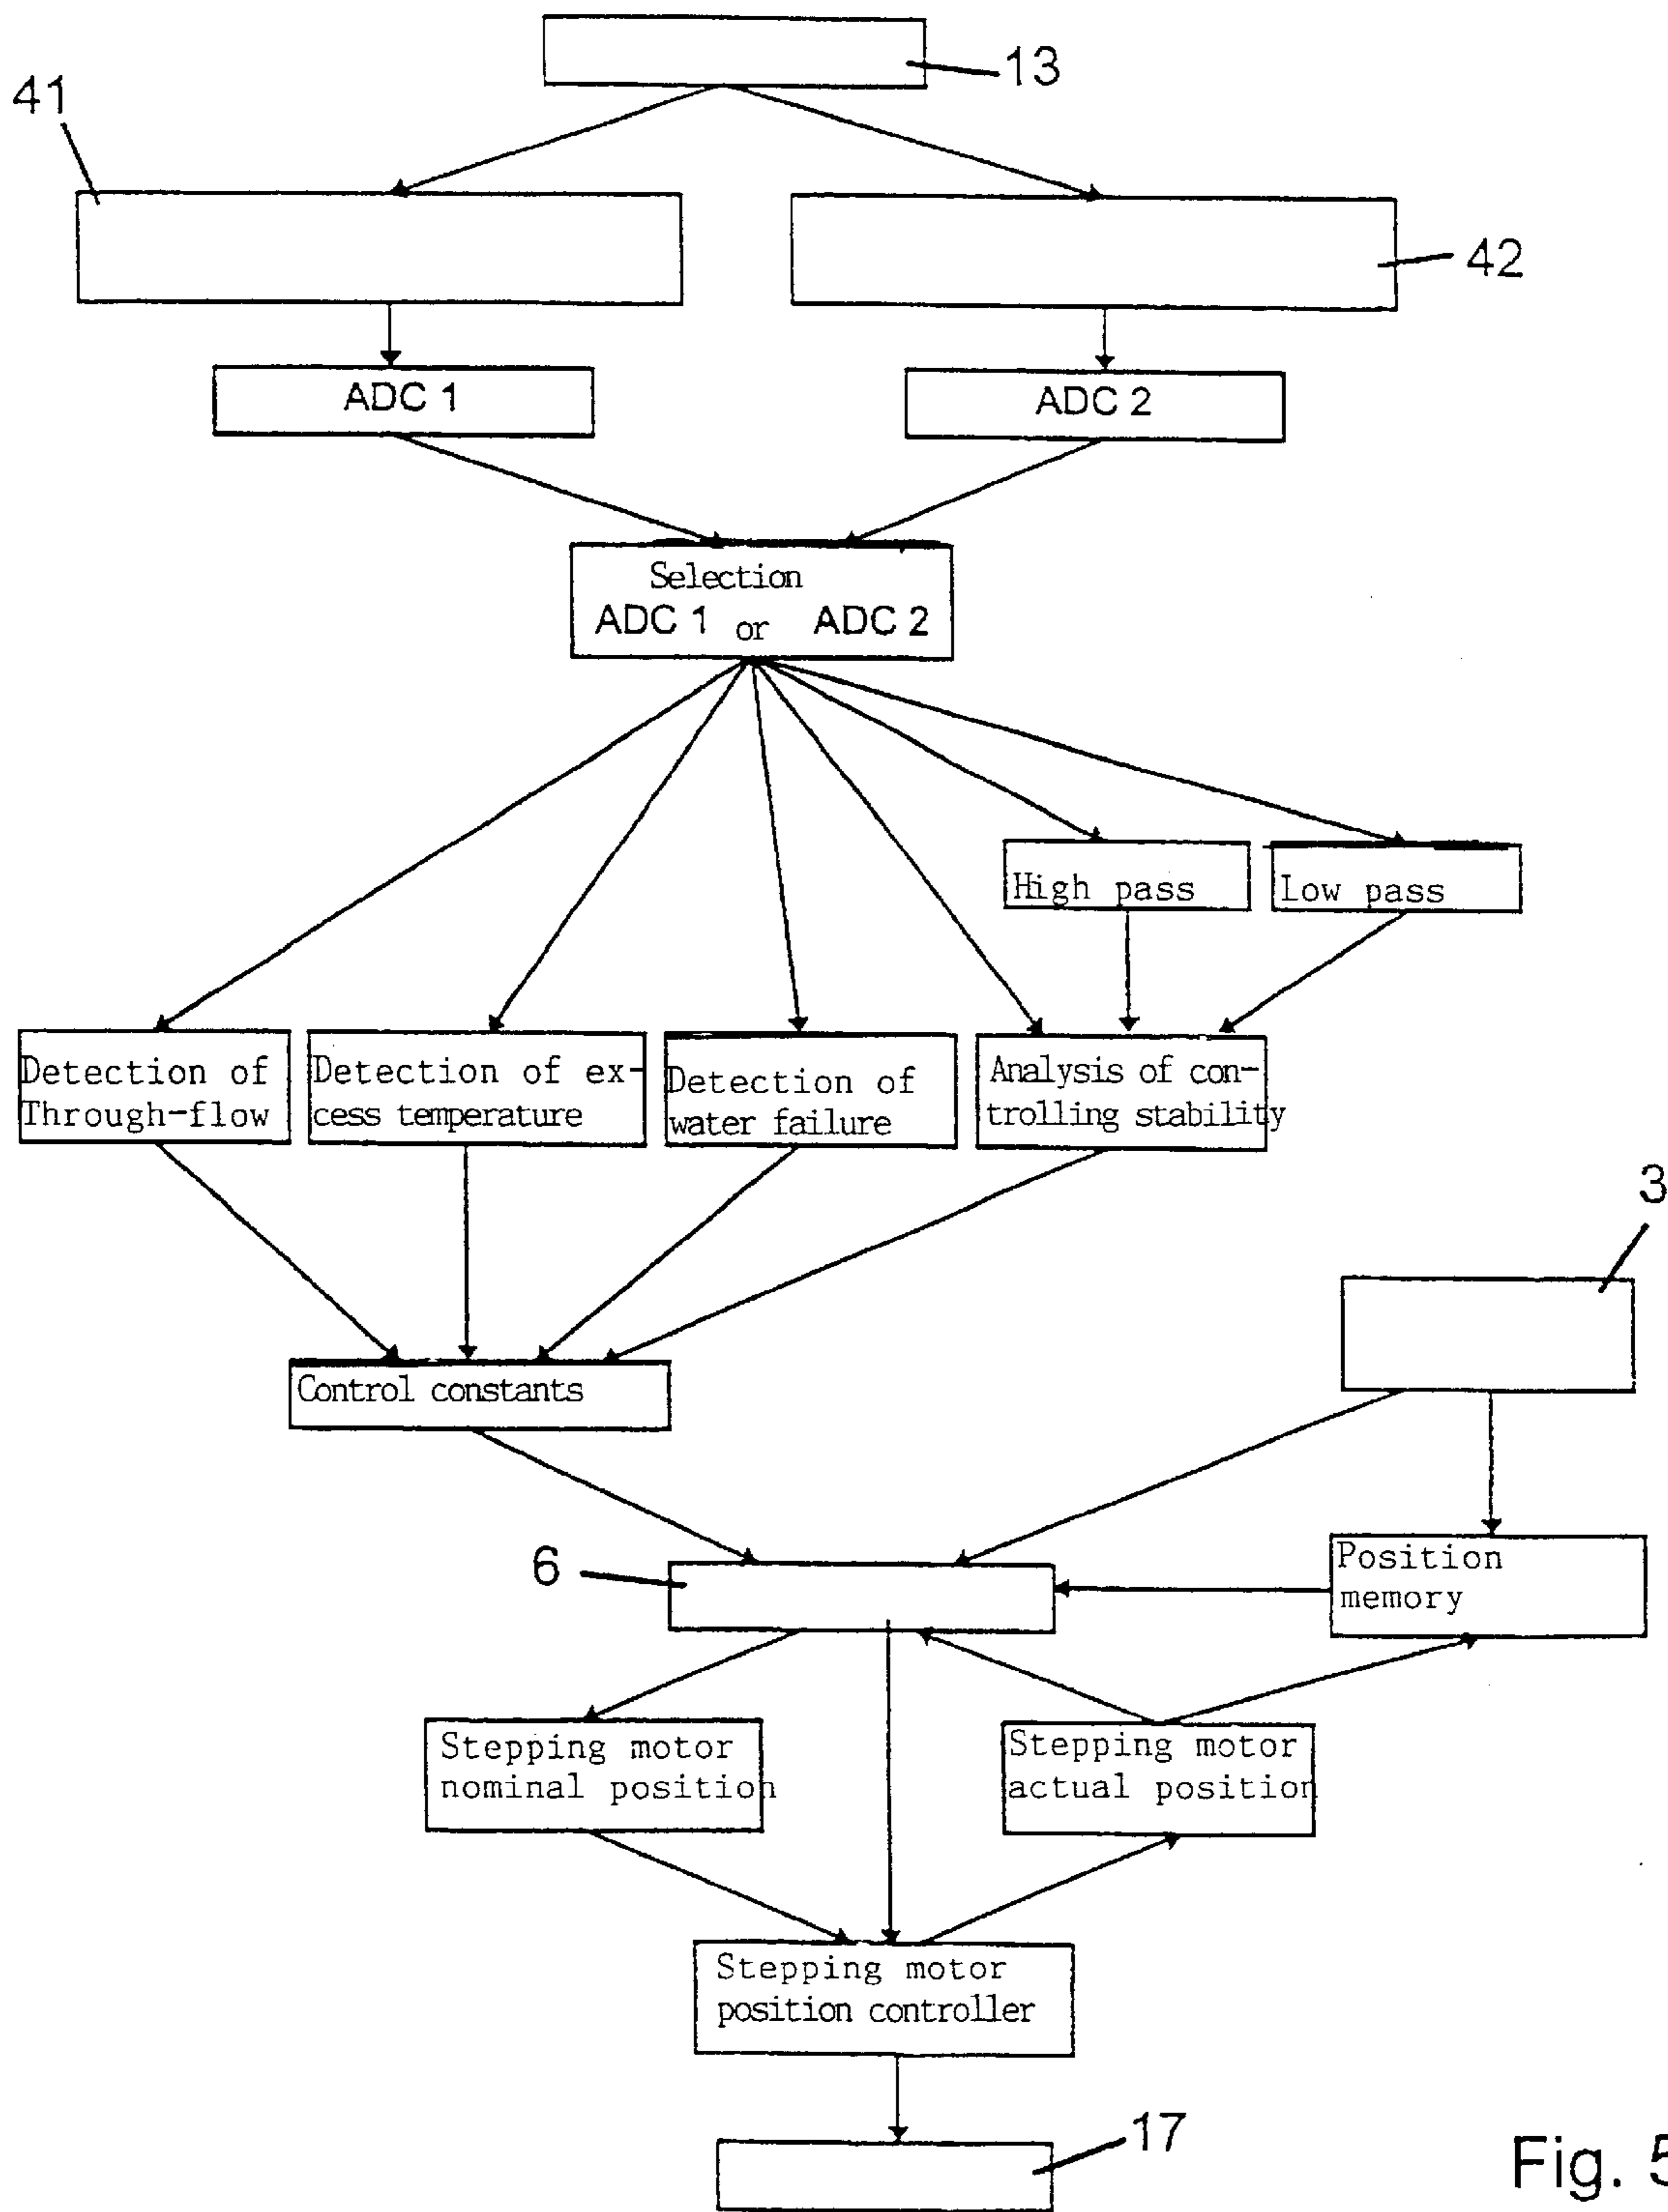 13
41
42
ADC 1
ADC 2
Selection
ADC 1 or ADC 2
High pass
Low pass
Detection of
Through-flow
Detection of ex-
cess temperature
Detection of
water failure
Analysis of con-
trolling stability
3
Control constants
6
Position
memory
Stepping motor
nominal position
Stepping motor
actual position
Stepping motor
position controller
17
Fig. 5